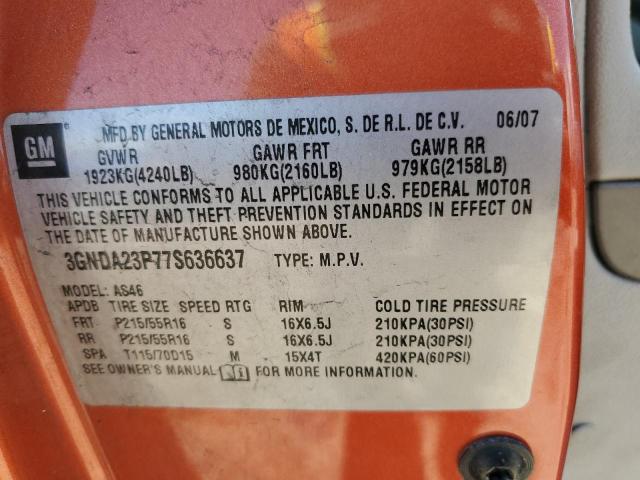 GM
MFD BY GENERAL MOTORS DE MEXICO, S. DE R.L. DE C.V. 06/07
GVWR GAWR FRT GAWR RR
1923KG(4240LB) 980KG(2160LB) 979KG(2158LB)
THIS VEHICLE CONFORMS TO ALL APPLICABLE U.S. FEDERAL MOTOR
VEHICLE SAFETY AND THEFT PREVENTION STANDARDS IN EFFECT ON
THE DATE OF MANUFACTURE SHOWN ABOVE.
3GNDA23P77S636637 TYPE: M.P.V.
MODEL: AS46
APDB TIRE SIZE SPEED RTG RIM COLD TIRE PRESSURE
FRT P215/55R16 S 16X6.5J 210KPA(30PSI)
RR P215/55R16 S 16X6.5J 210KPA(30PSI)
SPA T115/70D15 M 15X4T 420KPA(60PSI)
SEE OWNER'S MANUAL FOR MORE INFORMATION.